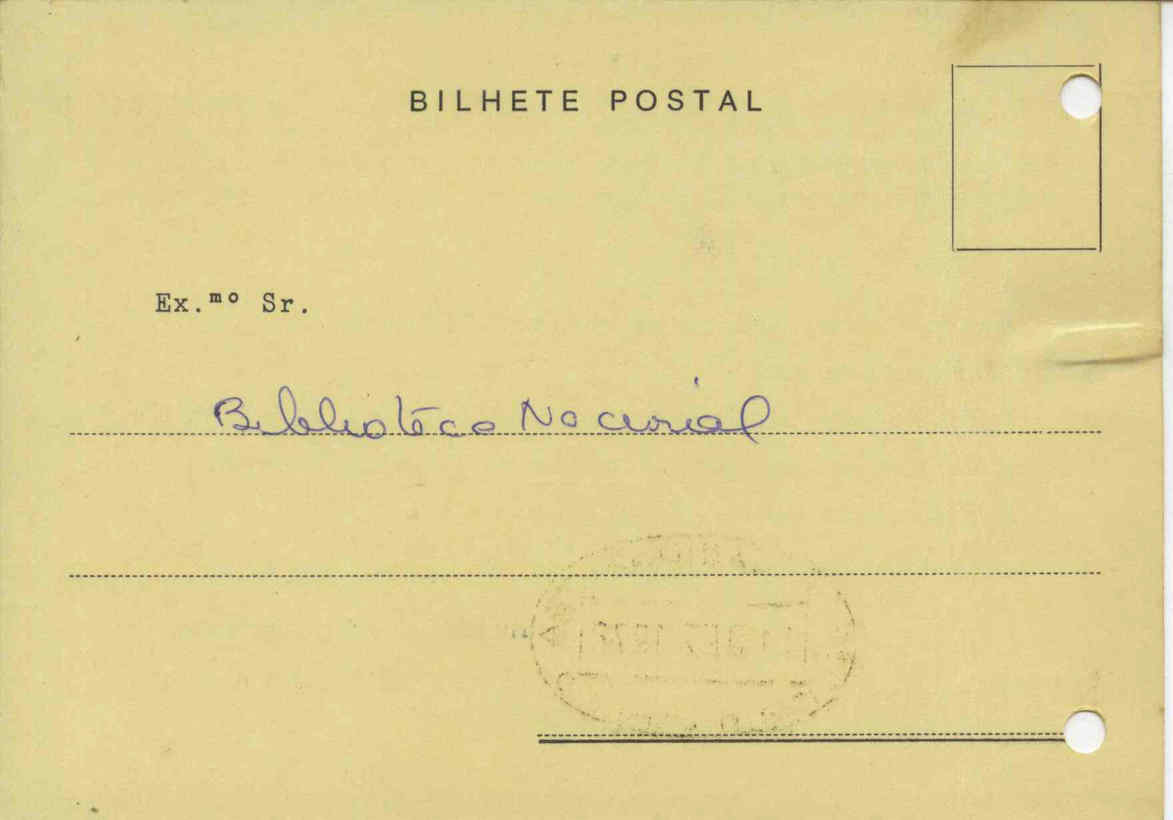 BILHETE POSTAL
Ex.ᵐᵒ Sr.
Biblioteca Nacional